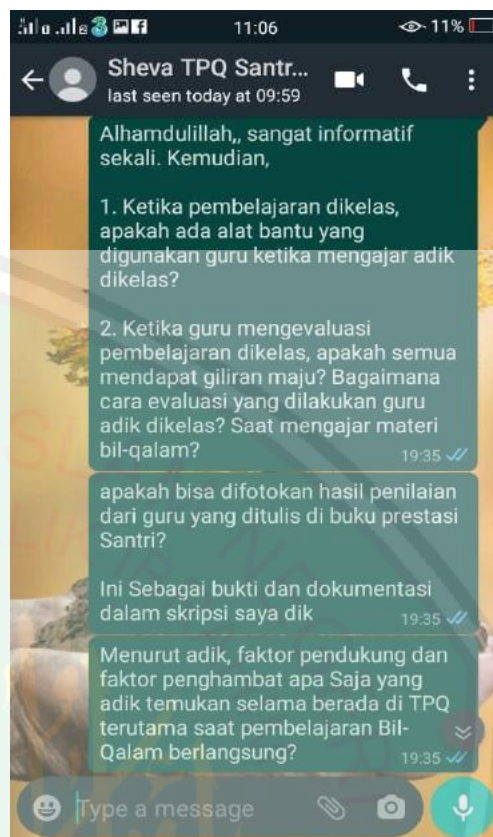 11:06
11%
Sheva TPQ Santr...
last seen today at 09:59
Alhamdulillah,, sangat informatif
sekali. Kemudian,
1. Ketika pembelajaran dikelas,
apakah ada alat bantu yang
digunakan guru ketika mengajar adik
dikelas?
2. Ketika guru mengevaluasi
pembelajaran dikelas, apakah semua
mendapat giliran maju? Bagaimana
cara evaluasi yang dilakukan guru
adik dikelas? Saat mengajar materi
bil-qalam?
19:35
apakah bisa difotokan hasil penilaian
dari guru yang ditulis di buku prestasi
Santri?
Ini Sebagai bukti dan dokumentasi
dalam skripsi saya dik
19:35
Menurut adik, faktor pendukung dan
faktor penghambat apa Saja yang
adik temukan selama berada di TPQ
terutama saat pembelajaran Bil-
Qalam berlangsung?
19:35
Type a message